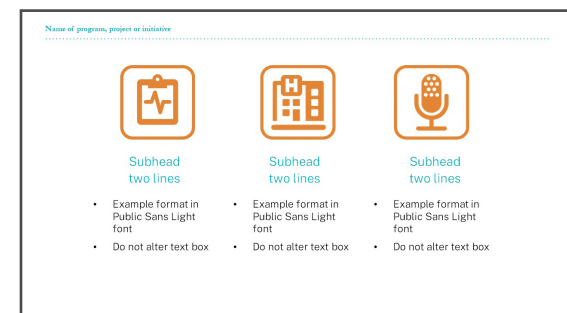 Name of program, project or initiative
H
Subhead
two lines
• Example format in
Public Sans Light
font
• Do not alter text box
Subhead
two lines
• Example format in
Public Sans Light
font
• Do not alter text box
Subhead
two lines
• Example format in
Public Sans Light
font
• Do not alter text box